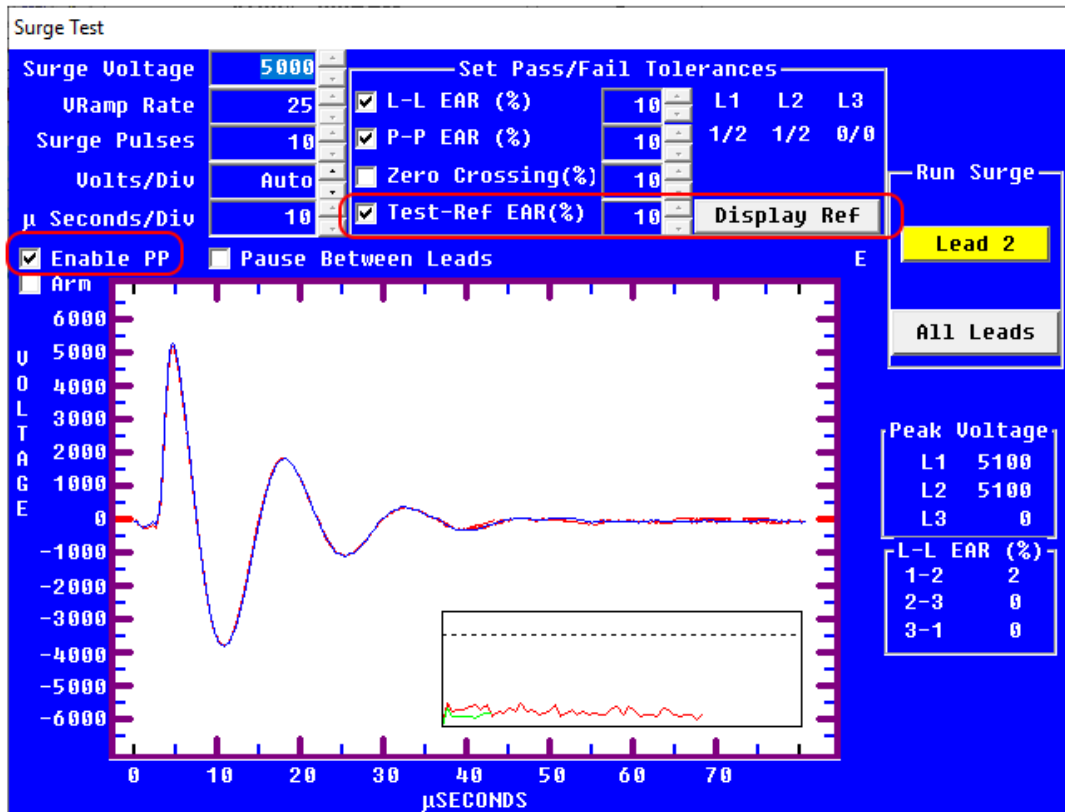 Surge Test
Surge Voltage 5000
VRamp Rate 25
Surge Pulses 10
Volts/Div Auto
µ Seconds/Div 10
Set Pass/Fail Tolerances
L-L EAR (%) 10 L1 L2 L3
P-P EAR (%) 10 1/2 1/2 0/0
Zero Crossing(%) 10
Test-Ref EAR(%) 10 Display Ref
Enable PP Pause Between Leads E
Arm
Run Surge
Lead 2
All Leads
VOLTAGE
6000
5000
4000
3000
2000
1000
0
-1000
-2000
-3000
-4000
-5000
-6000
0 10 20 30 40 50 60 70
µSECONDS
Peak Voltage
L1 5100
L2 5100
L3 0
L-L EAR (%)
1-2 2
2-3 0
3-1 0